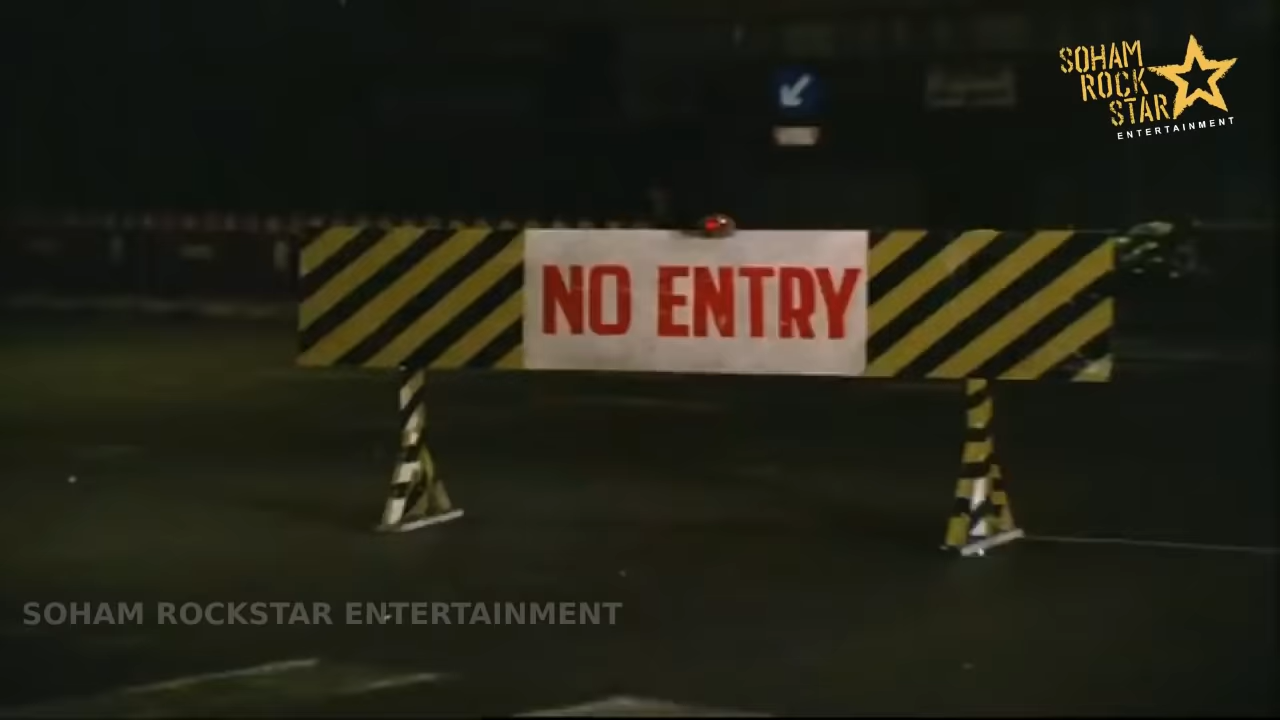 SOHAM
ROCK
STAR
ENTERTAINMENT
NO ENTRY
SOHAM ROCKSTAR ENTERTAINMENT